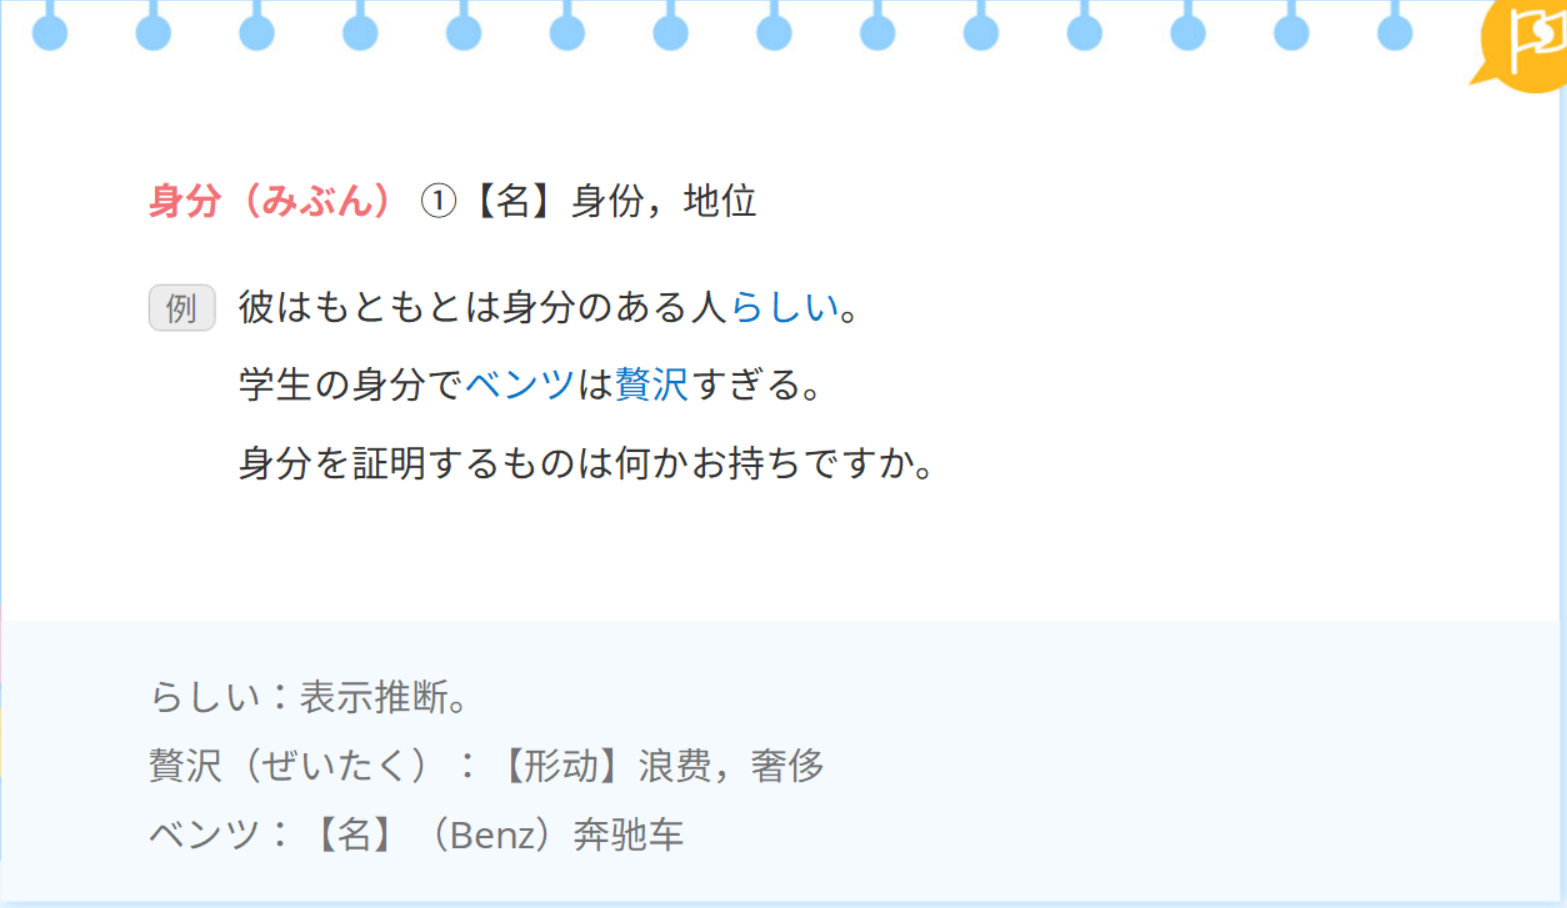 身分（みぶん） ①【名】身份，地位
例 彼はもともとは身分のある人らしい。
学生の身分でベンツは贅沢すぎる。
身分を証明するものは何かお持ちですか。
らしい：表示推断。
贅沢（ぜいたく）：【形动】浪费，奢侈
ベンツ：【名】（Benz）奔驰车